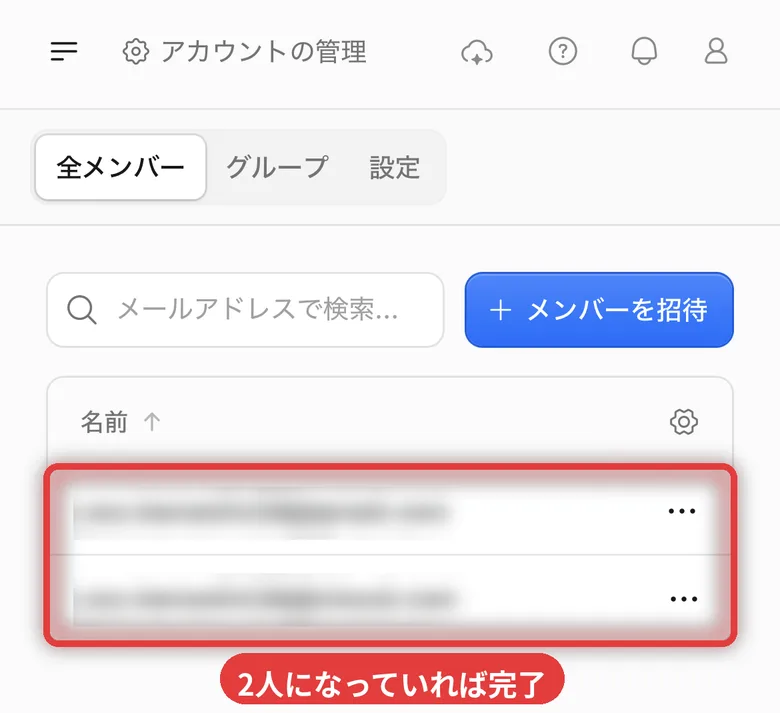 アカウントの管理
全メンバー グループ 設定
メールアドレスで検索...
+ メンバーを招待
名前 ↑
2人になっていれば完了